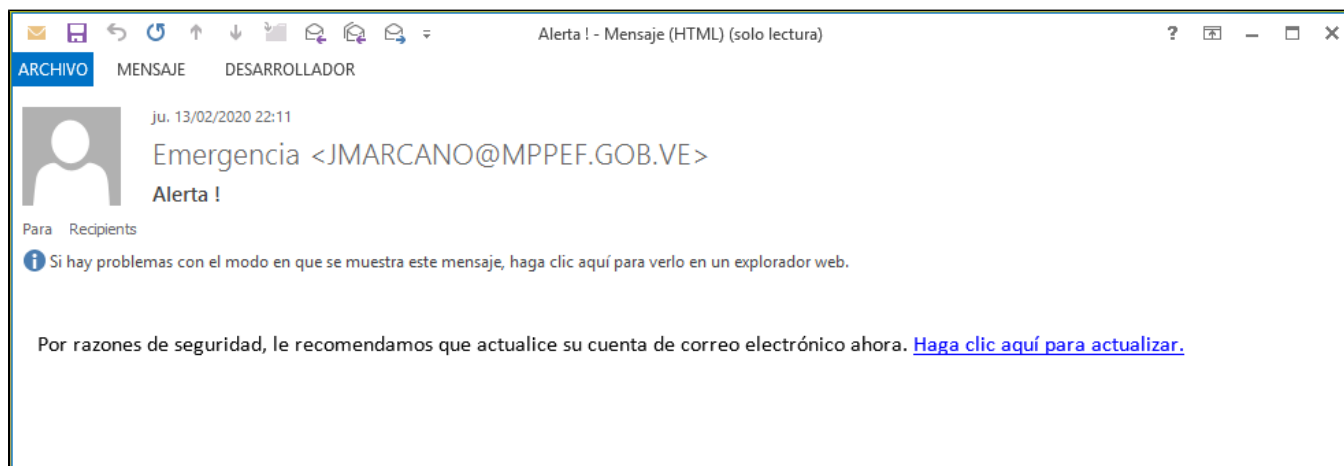 Alerta ! - Mensaje (HTML) (solo lectura)
ARCHIVO MENSAJE DESARROLLADOR
ju. 13/02/2020 22:11
Emergencia <JMARCANO@MPPEF.GOB.VE>
Alerta !
Para Recipients
Si hay problemas con el modo en que se muestra este mensaje, haga clic aquí para verlo en un explorador web.
Por razones de seguridad, le recomendamos que actualice su cuenta de correo electrónico ahora. Haga clic aquí para actualizar.